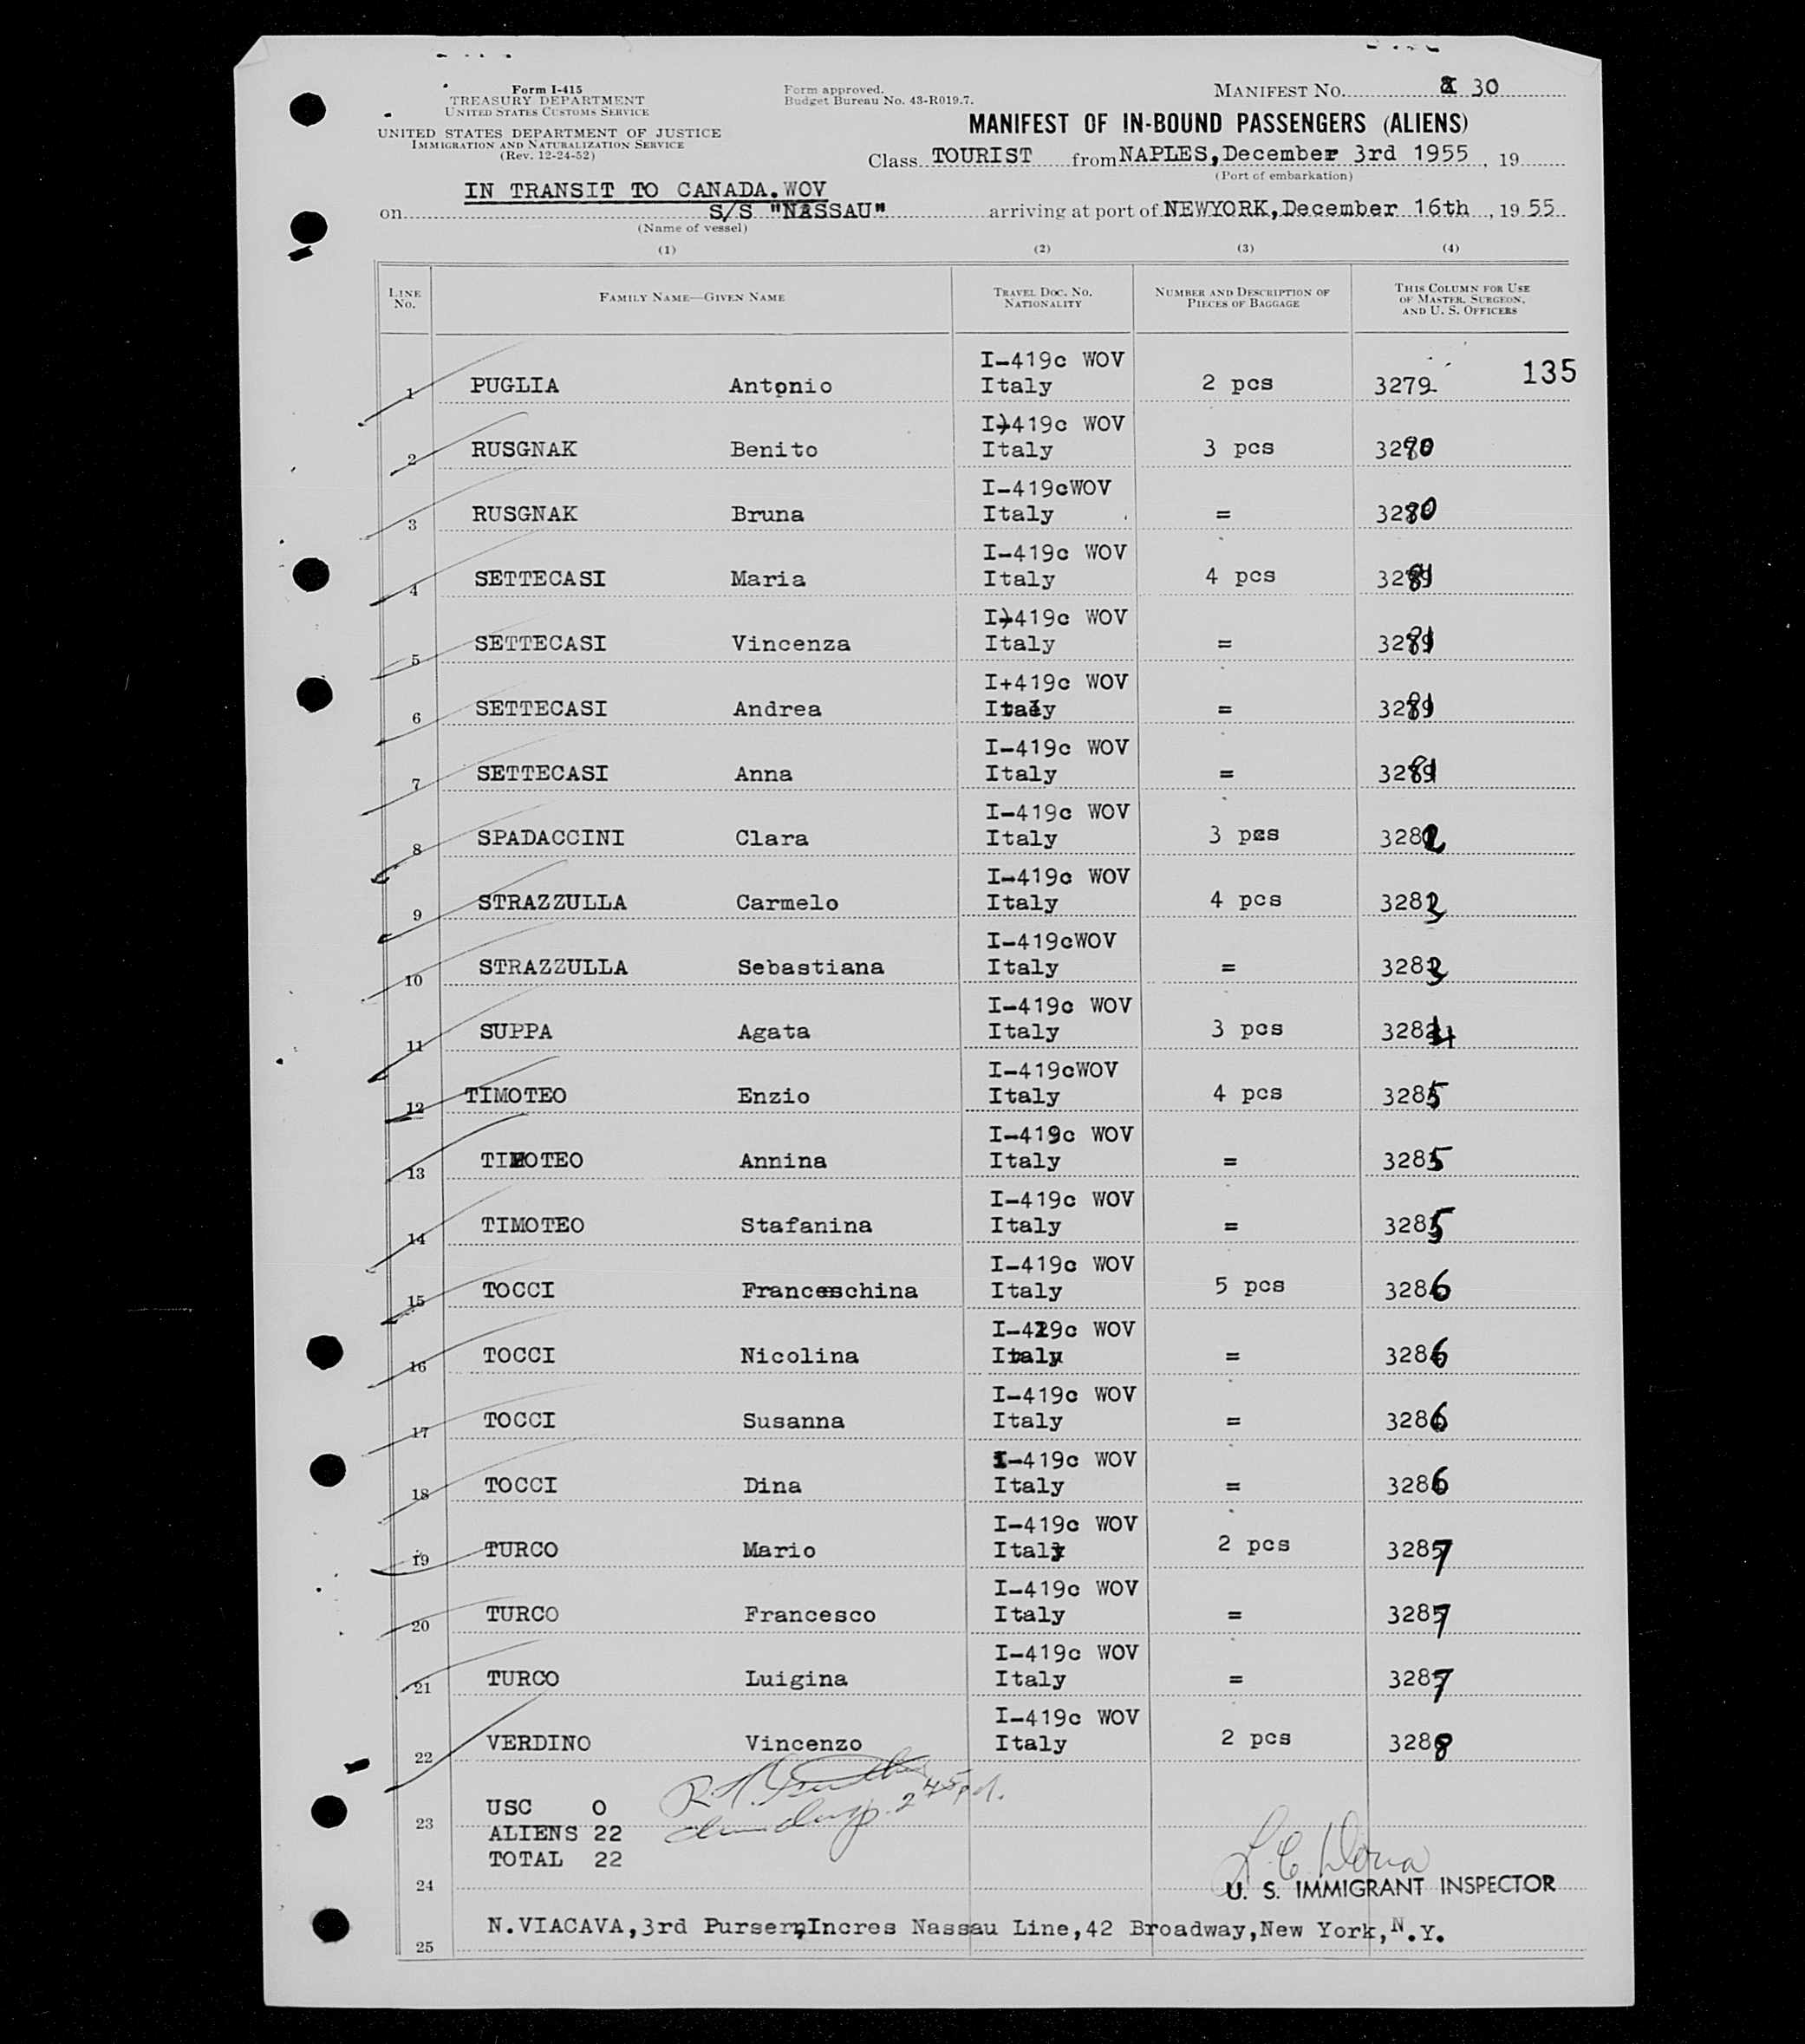 Form I-415
TREASURY DEPARTMENT
UNITED STATES CUSTOMS SERVICE
UNITED STATES DEPARTMENT OF JUSTICE
IMMIGRATION AND NATURALIZATION SERVICE
(Rev. 12-24-52)
Form approved.
Budget Bureau No. 43-R019.7.
MANIFEST NO. 30
MANIFEST OF IN-BOUND PASSENGERS (ALIENS)
Class TOURIST from NAPLES, December 3rd 1955, 19
(Port of embarkation)
IN TRANSIT TO CANADA. WOV
on S/S "NASSAU" arriving at port of NEWYORK, December 16th, 1955
(Name of vessel)
(1) (2) (3) (4)
LINE NO. FAMILY NAME—GIVEN NAME TRAVEL DOC. NO. NATIONALITY NUMBER AND DESCRIPTION OF PIECES OF BAGGAGE THIS COLUMN FOR USE OF MASTER, SURGEON, AND U. S. OFFICERS
135
I-419c WOV
1 PUGLIA Antonio Italy 2 pcs 3279
I-419c WOV
2 RUSGNAK Benito Italy 3 pcs 3280
I-419cWOV
3 RUSGNAK Bruna Italy = 3280
I-419c WOV
4 SETTECASI Maria Italy 4 pcs 3281
I-419c WOV
5 SETTECASI Vincenza Italy = 3281
I+419c WOV
6 SETTECASI Andrea Italy = 3281
I-419c WOV
7 SETTECASI Anna Italy = 3281
I-419c WOV
8 SPADACCINI Clara Italy 3 pcs 3282
I-419c WOV
9 STRAZZULLA Carmelo Italy 4 pcs 3283
I-419cWOV
10 STRAZZULLA Sebastiana Italy = 3283
I-419c WOV
11 SUPPA Agata Italy 3 pcs 3284
I-419cWOV
12 TIMOTEO Enzio Italy 4 pcs 3285
I-419c WOV
13 TIMOTEO Annina Italy = 3285
I-419c WOV
14 TIMOTEO Stafanina Italy = 3285
I-419c WOV
15 TOCCI Franceschina Italy 5 pcs 3286
I-419c WOV
16 TOCCI Nicolina Italy = 3286
I-419c WOV
17 TOCCI Susanna Italy = 3286
I-419c WOV
18 TOCCI Dina Italy = 3286
I-419c WOV
19 TURCO Mario Italy 2 pcs 3287
I-419c WOV
20 TURCO Francesco Italy = 3287
I-419c WOV
21 TURCO Luigina Italy = 3287
I-419c WOV
22 VERDINO Vincenzo Italy 2 pcs 3288
USC 0
23
ALIENS 22
TOTAL 22
24 U. S. IMMIGRANT INSPECTOR
N.VIACAVA,3rd Purser,Incres Nassau Line,42 Broadway,New York,N.Y.
25